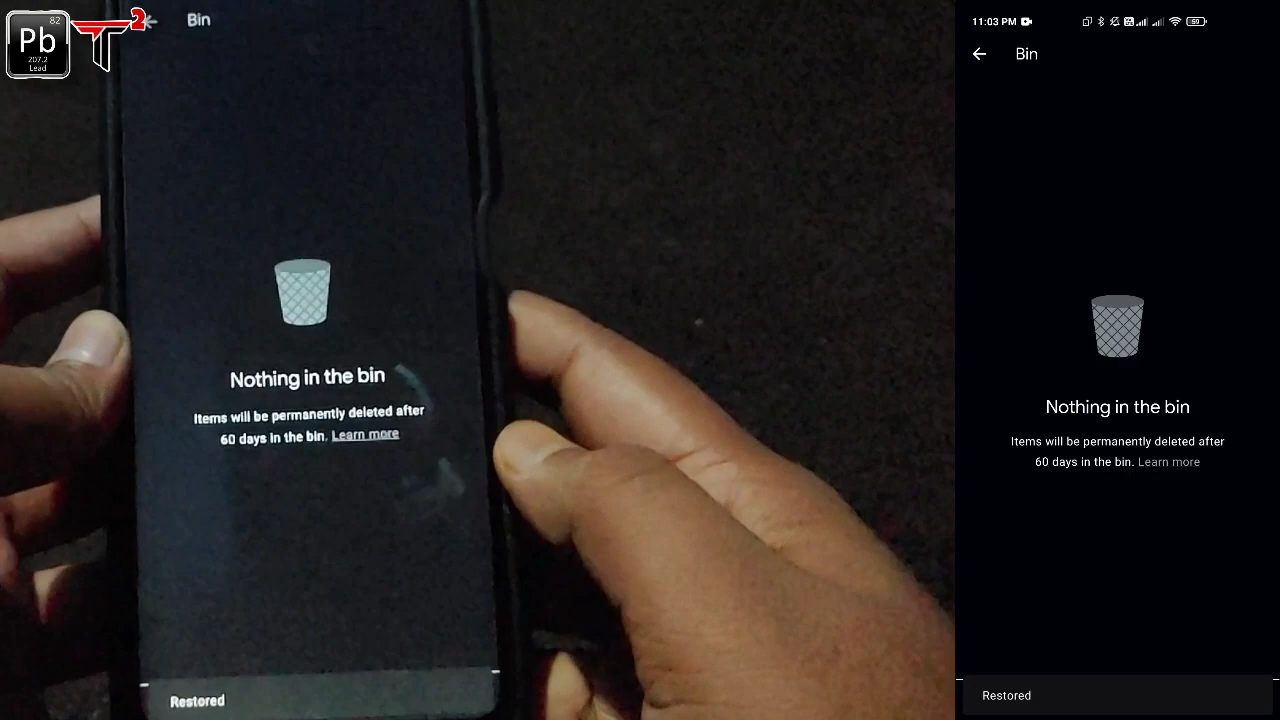 82
Pb
207.2
Lead
T2
Bin
Nothing in the bin
Items will be permanently deleted after
60 days in the bin. Learn more
Restored
11:03 PM
59
Bin
Nothing in the bin
Items will be permanently deleted after
60 days in the bin. Learn more
Restored